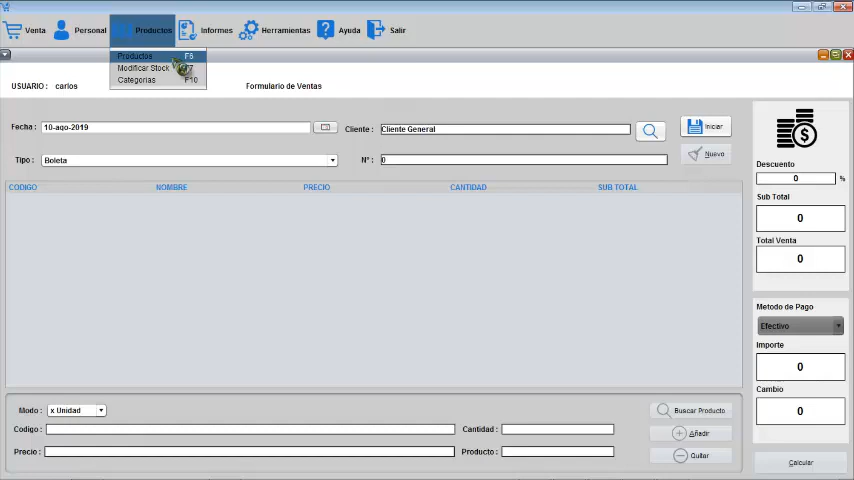 Venta Personal Productos Informes Herramientas Ayuda Salir
Productos F6
Modificar Stock
Categorias F10
USUARIO : carlos Formulario de Ventas
Fecha : 10-ago-2019 Cliente : Cliente General Iniciar
Tipo : Boleta N° : 0 Nuevo
CODIGO NOMBRE PRECIO CANTIDAD SUB TOTAL
Descuento
0 %
Sub Total
0
Total Venta
0
Metodo de Pago
Efectivo
Importe
0
Cambio
0
Calcular
Modo : x Unidad Buscar Producto
Codigo : Cantidad : Añadir
Precio : Producto : Quitar